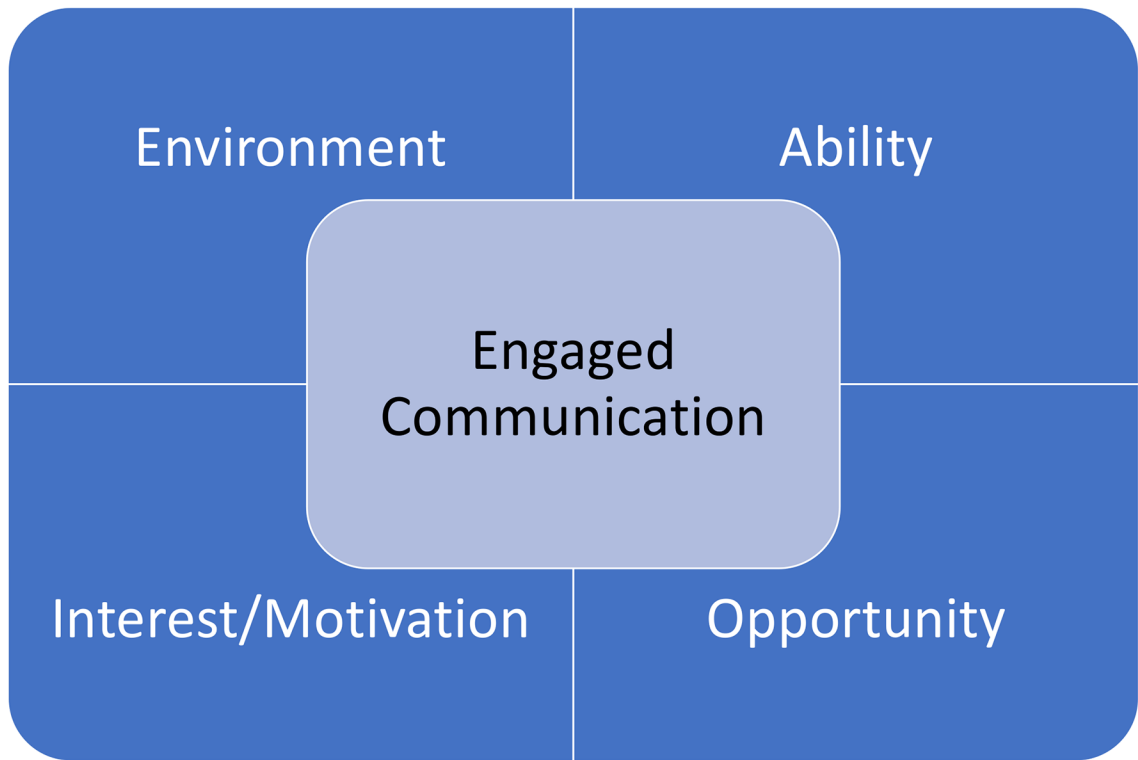 Environment
Ability
Engaged
Communication
Interest/Motivation
Opportunity